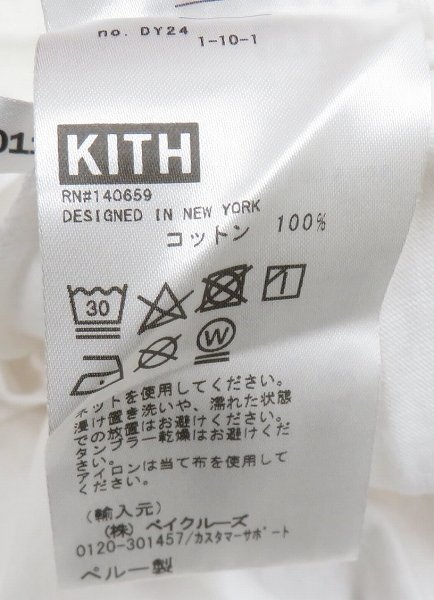 no. DY24
1-10-1
KITH
RN#140659
DESIGNED IN NEW YORK
コットン 100%
30
W
ネットを使用してください。
浸け置き洗いや、濡れた状態
での放置はお避けください。
タンブラー乾燥はお避けくだ
さい。
アイロンは当て布を使用して
ください。
(輸入元)
(株) ベイクルーズ
0120-301457/カスタマーサポート
ペルー製